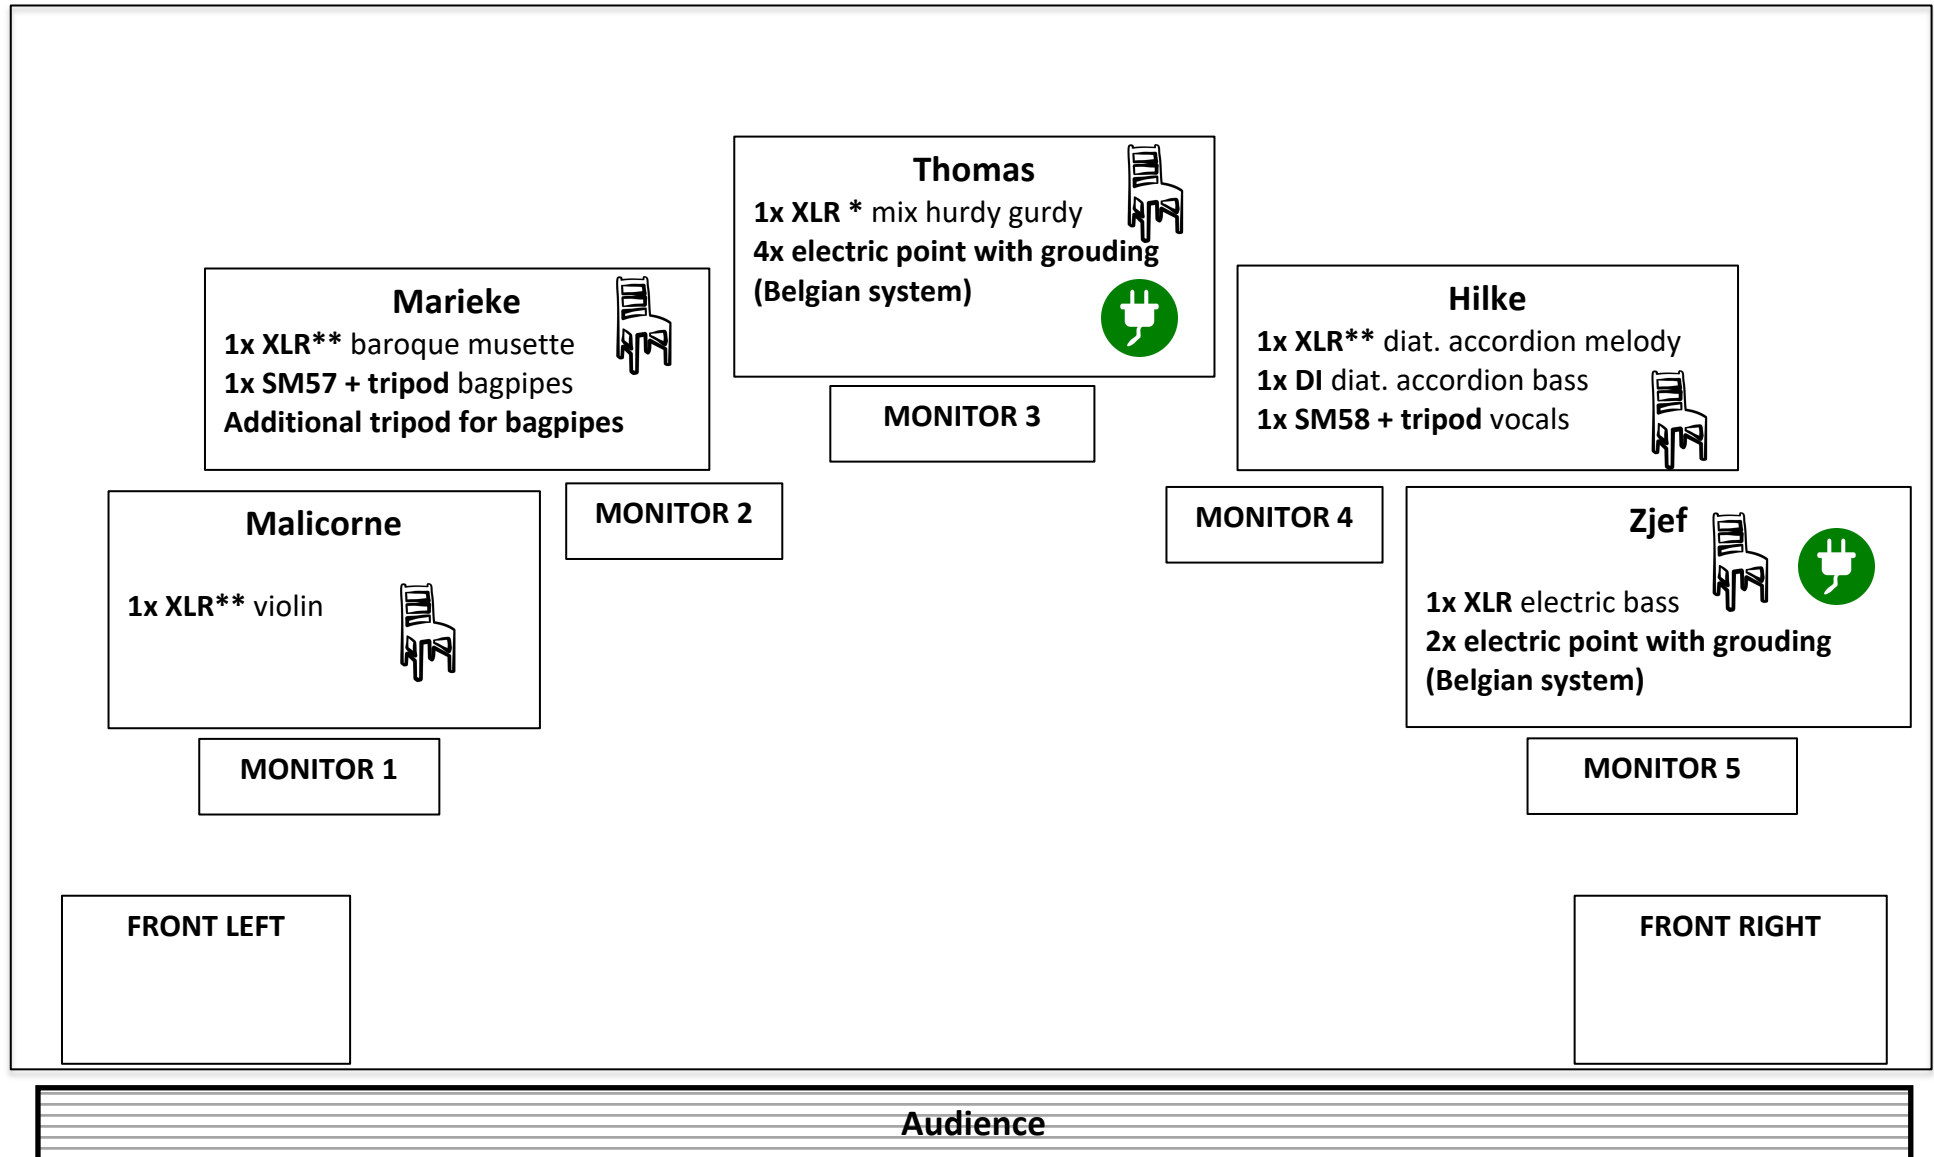 Thomas
1x XLR * mix hurdy gurdy
4x electric point with grouding
(Belgian system)
Marieke
1x XLR** baroque musette
1x SM57 + tripod bagpipes
Additional tripod for bagpipes
Hilke
1x XLR** diat. accordion melody
1x DI diat. accordion bass
1x SM58 + tripod vocals
MONITOR 3
MONITOR 2
MONITOR 4
Malicorne
1x XLR** violin
Zjef
1x XLR electric bass
2x electric point with grouding
(Belgian system)
MONITOR 1
MONITOR 5
FRONT LEFT
FRONT RIGHT
Audience